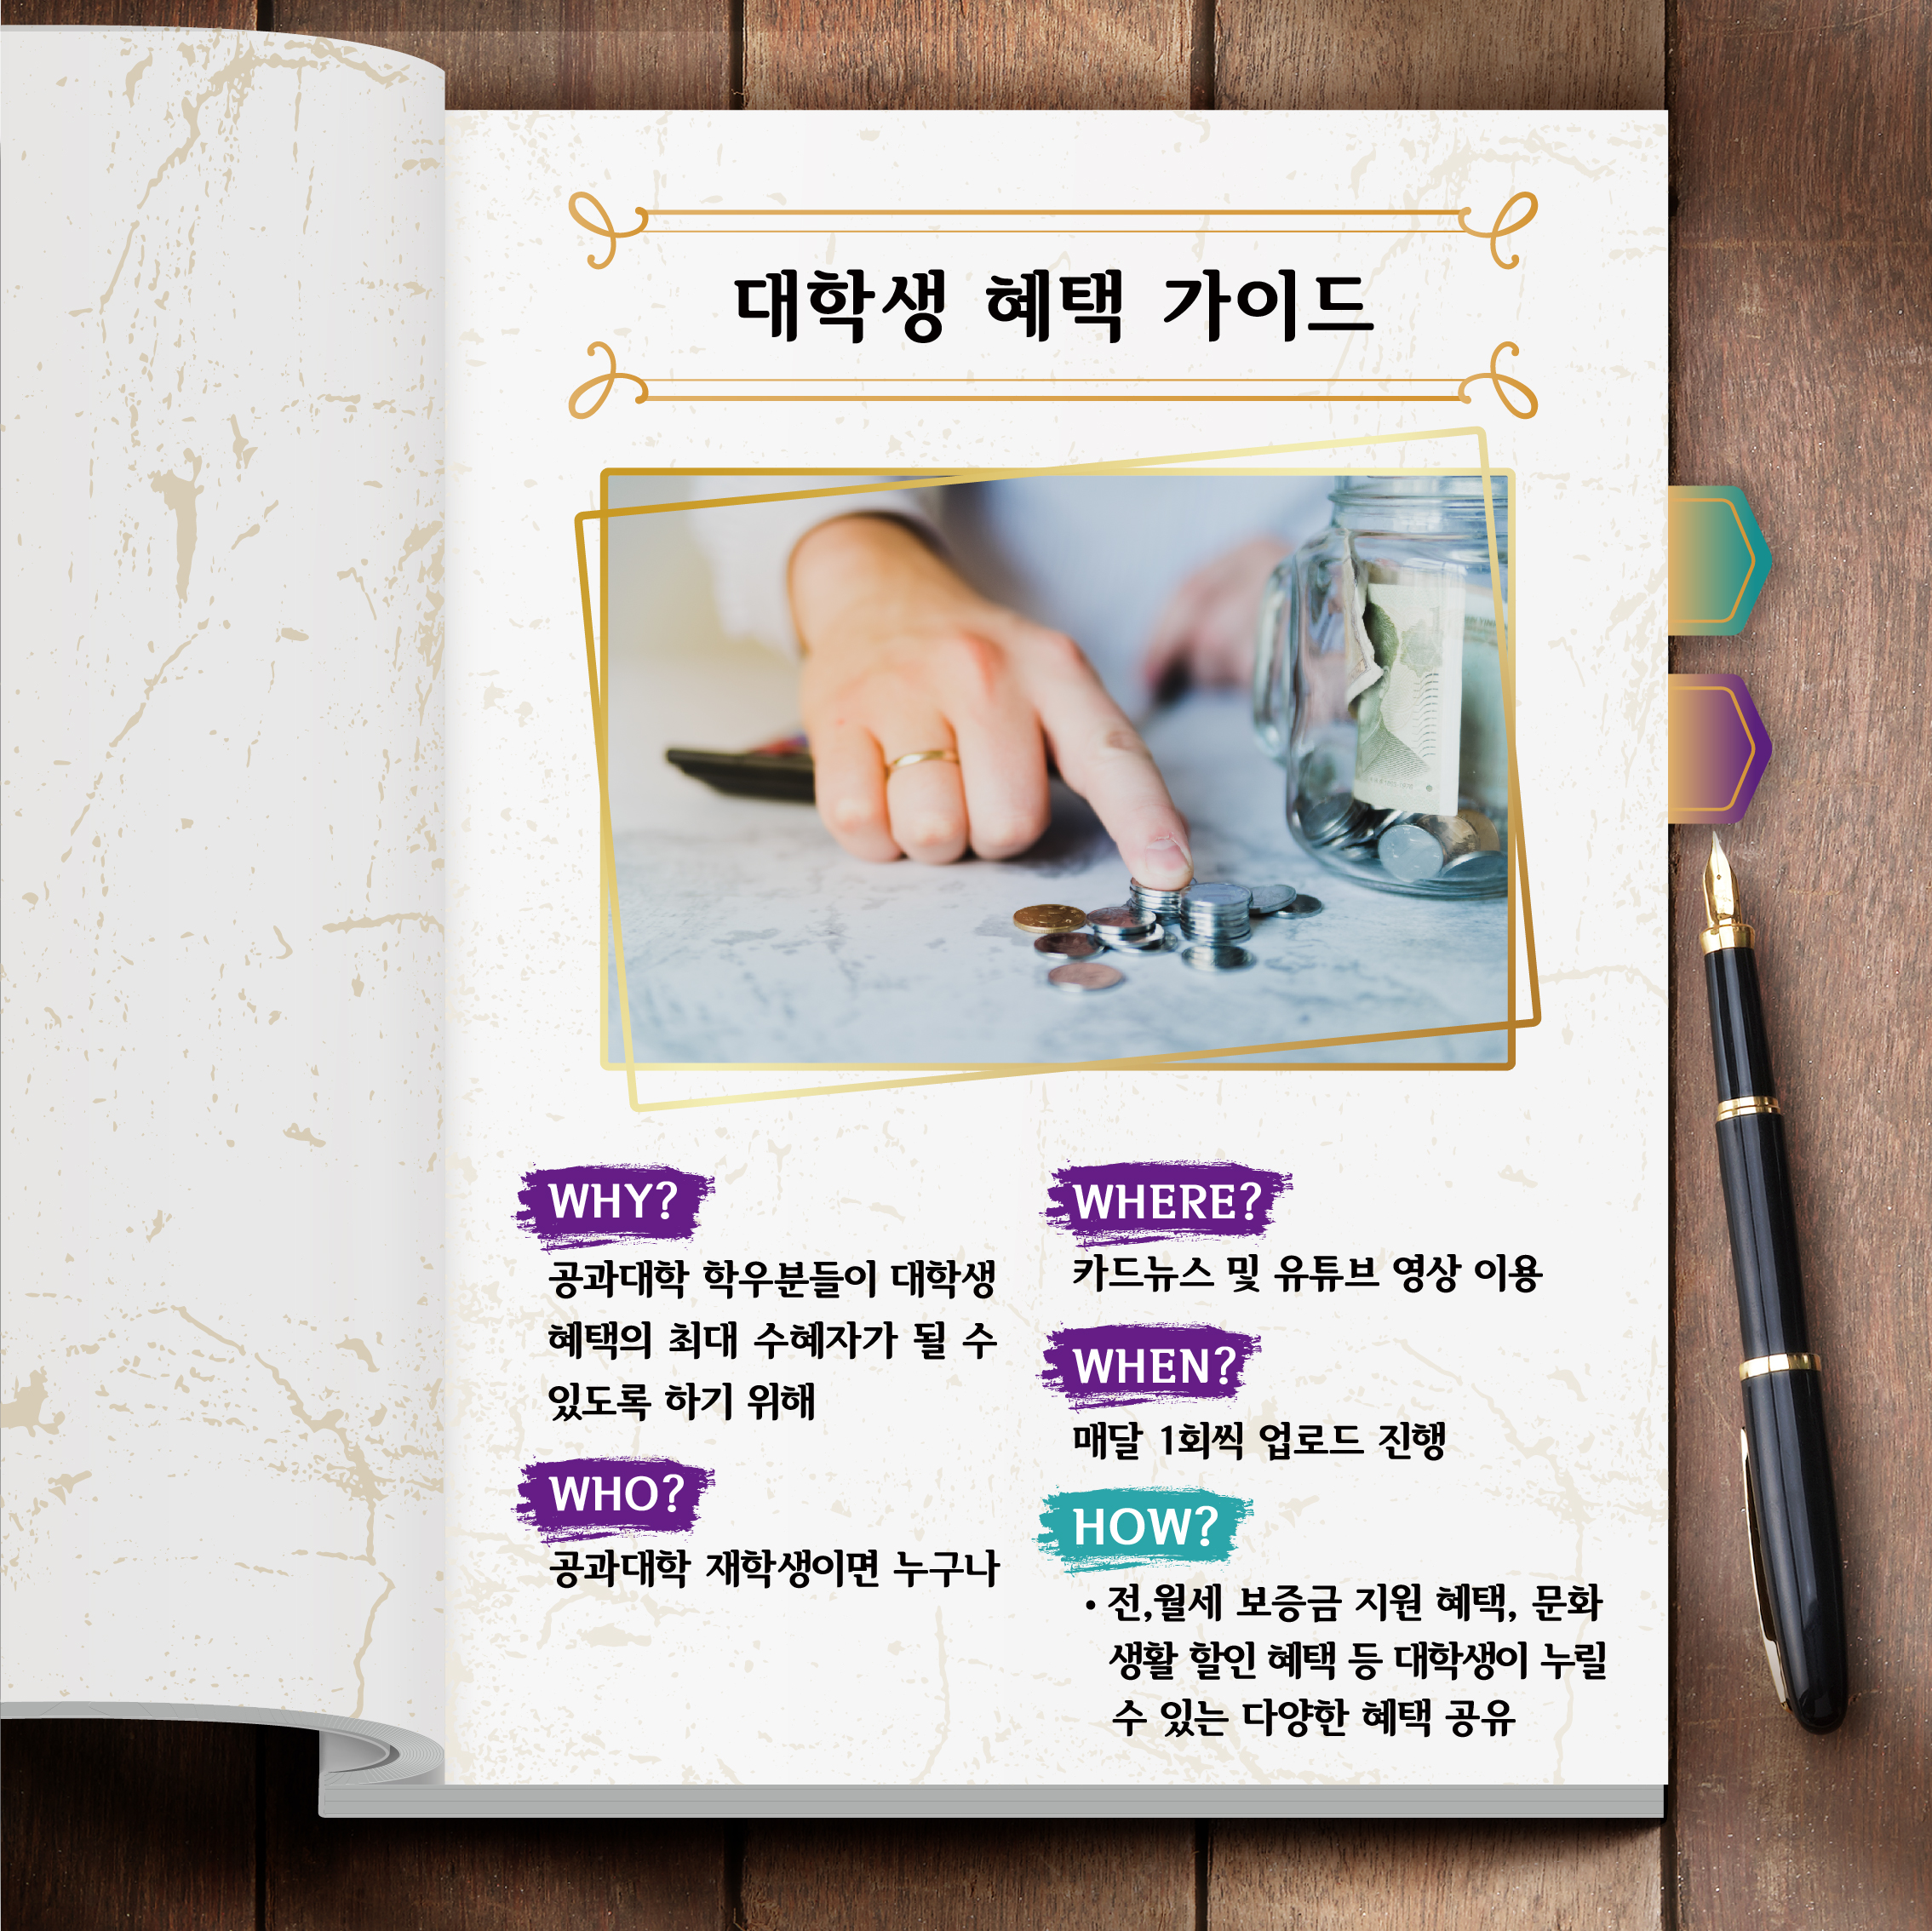 대학생 혜택 가이드
WHY?
공과대학 학우분들이 대학생
혜택의 최대 수혜자가 될 수
있도록 하기 위해
WHO?
공과대학 재학생이면 누구나
WHERE?
카드뉴스 및 유튜브 영상 이용
WHEN?
매달 1회씩 업로드 진행
HOW?
• 전,월세 보증금 지원 혜택, 문화
생활 할인 혜택 등 대학생이 누릴
수 있는 다양한 혜택 공유